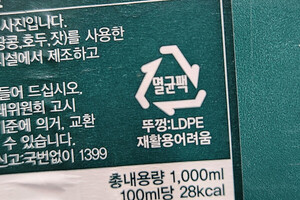 사진입니다.
콩,호두,잣)를 사용한
시설에서 제조하고
들어 드십시오.
래위원회 고시
기준에 의거, 교환
수 있습니다.
신고:국번없이 1399
멸균팩
뚜껑:LDPE
재활용어려움
총내용량 1,000ml
100ml당 28kcal